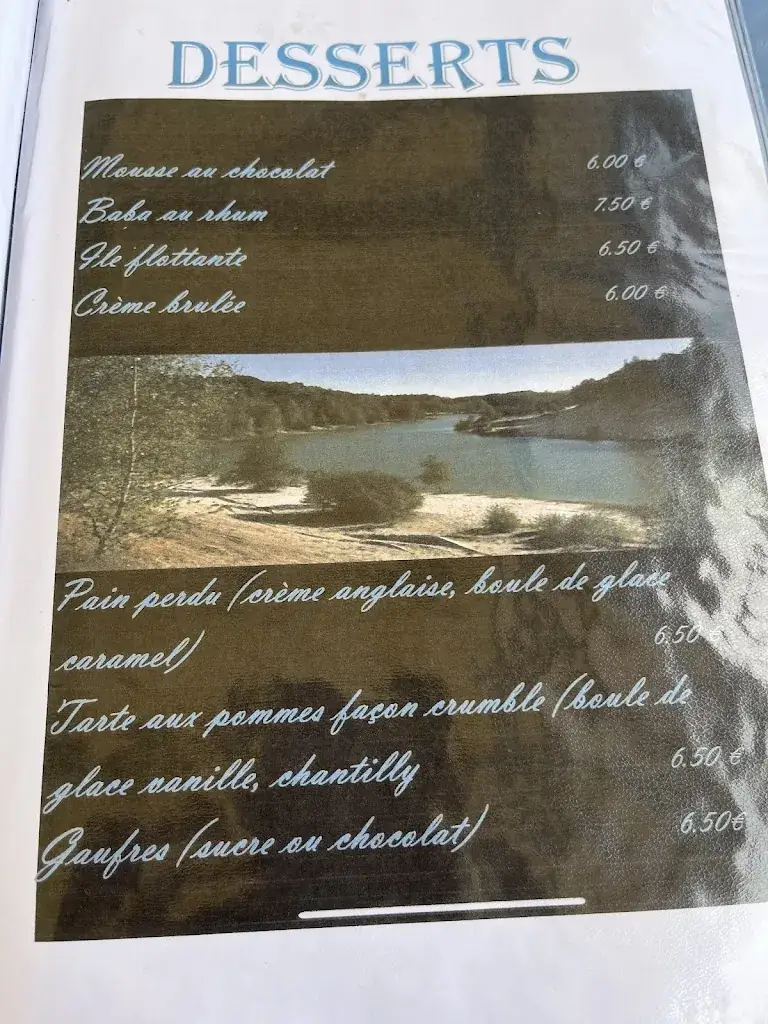 DESSERTS
Mousse au chocolat 6.00 €
Baba au rhum 7.50 €
Ile flottante 6.50 €
Crème brulée 6.00 €
Pain perdu (crème anglaise, boule de glace
caramel) 6.50 €
Tarte aux pommes façon crumble (boule de
glace vanille, chantilly 6.50 €
Gaufres (sucre ou chocolat) 6.50€